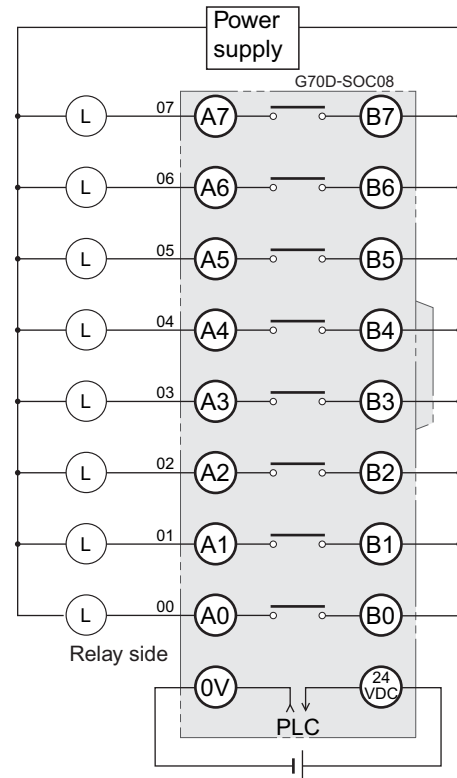 Power
supply
G70D-SOC08
L 07 A7 B7
L 06 A6 B6
L 05 A5 B5
L 04 A4 B4
L 03 A3 B3
L 02 A2 B2
L 01 A1 B1
L 00 A0 B0
Relay side
0V 24
VDC
PLC